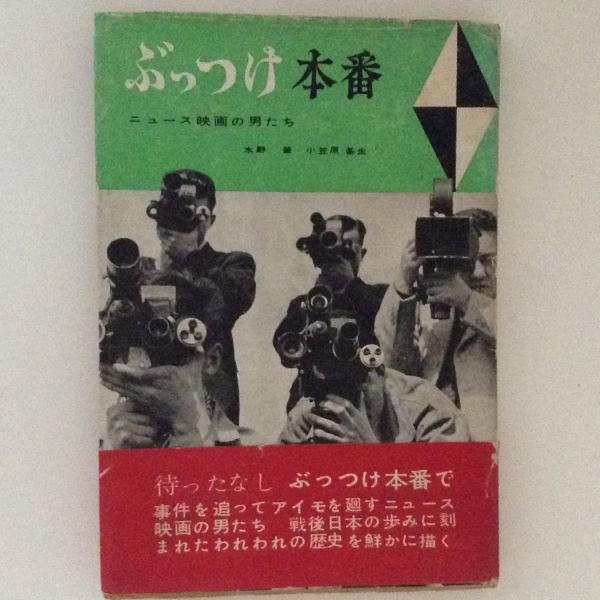 ぶっつけ本番
ニュース映画の男たち
水野 肇 小笠原基生
待ったなし ぶっつけ本番で
事件を追ってアイモを廻すニュース
映画の男たち 戦後日本の歩みに刻
まれたわれわれの歴史を鮮かに描く